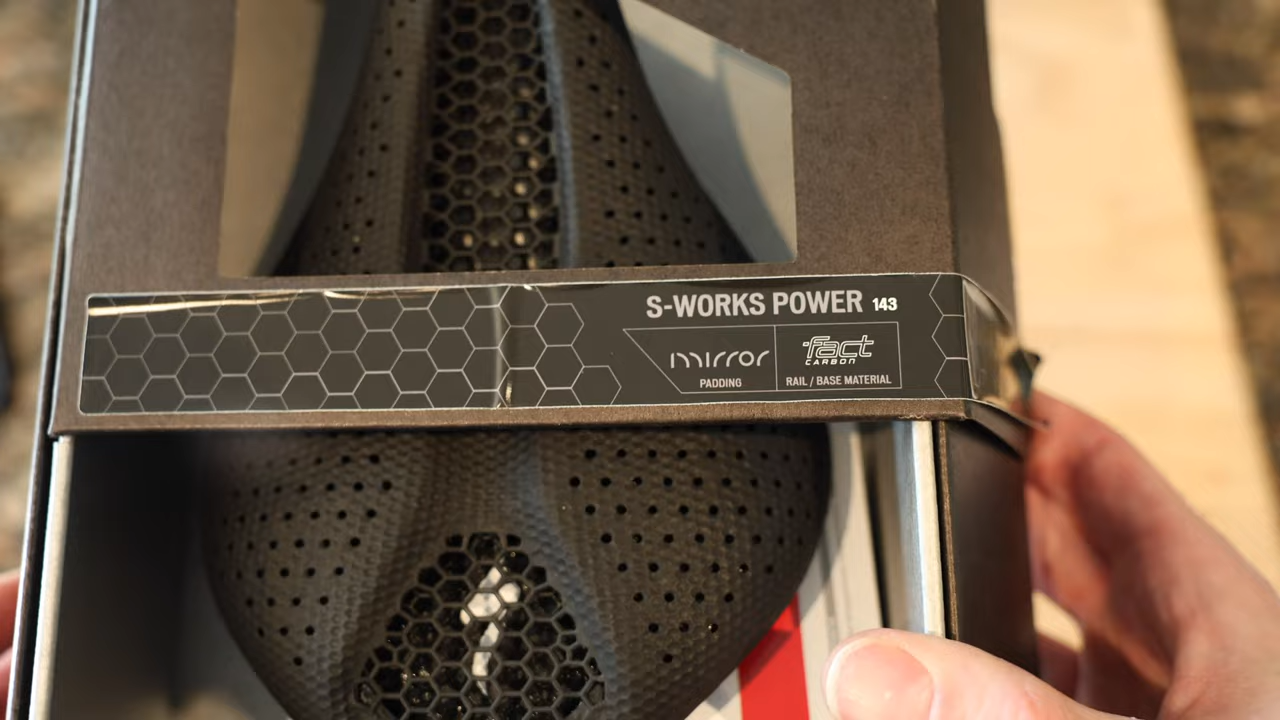 S-WORKS POWER 143
mirror
PADDING
fact
CARBON
RAIL / BASE MATERIAL